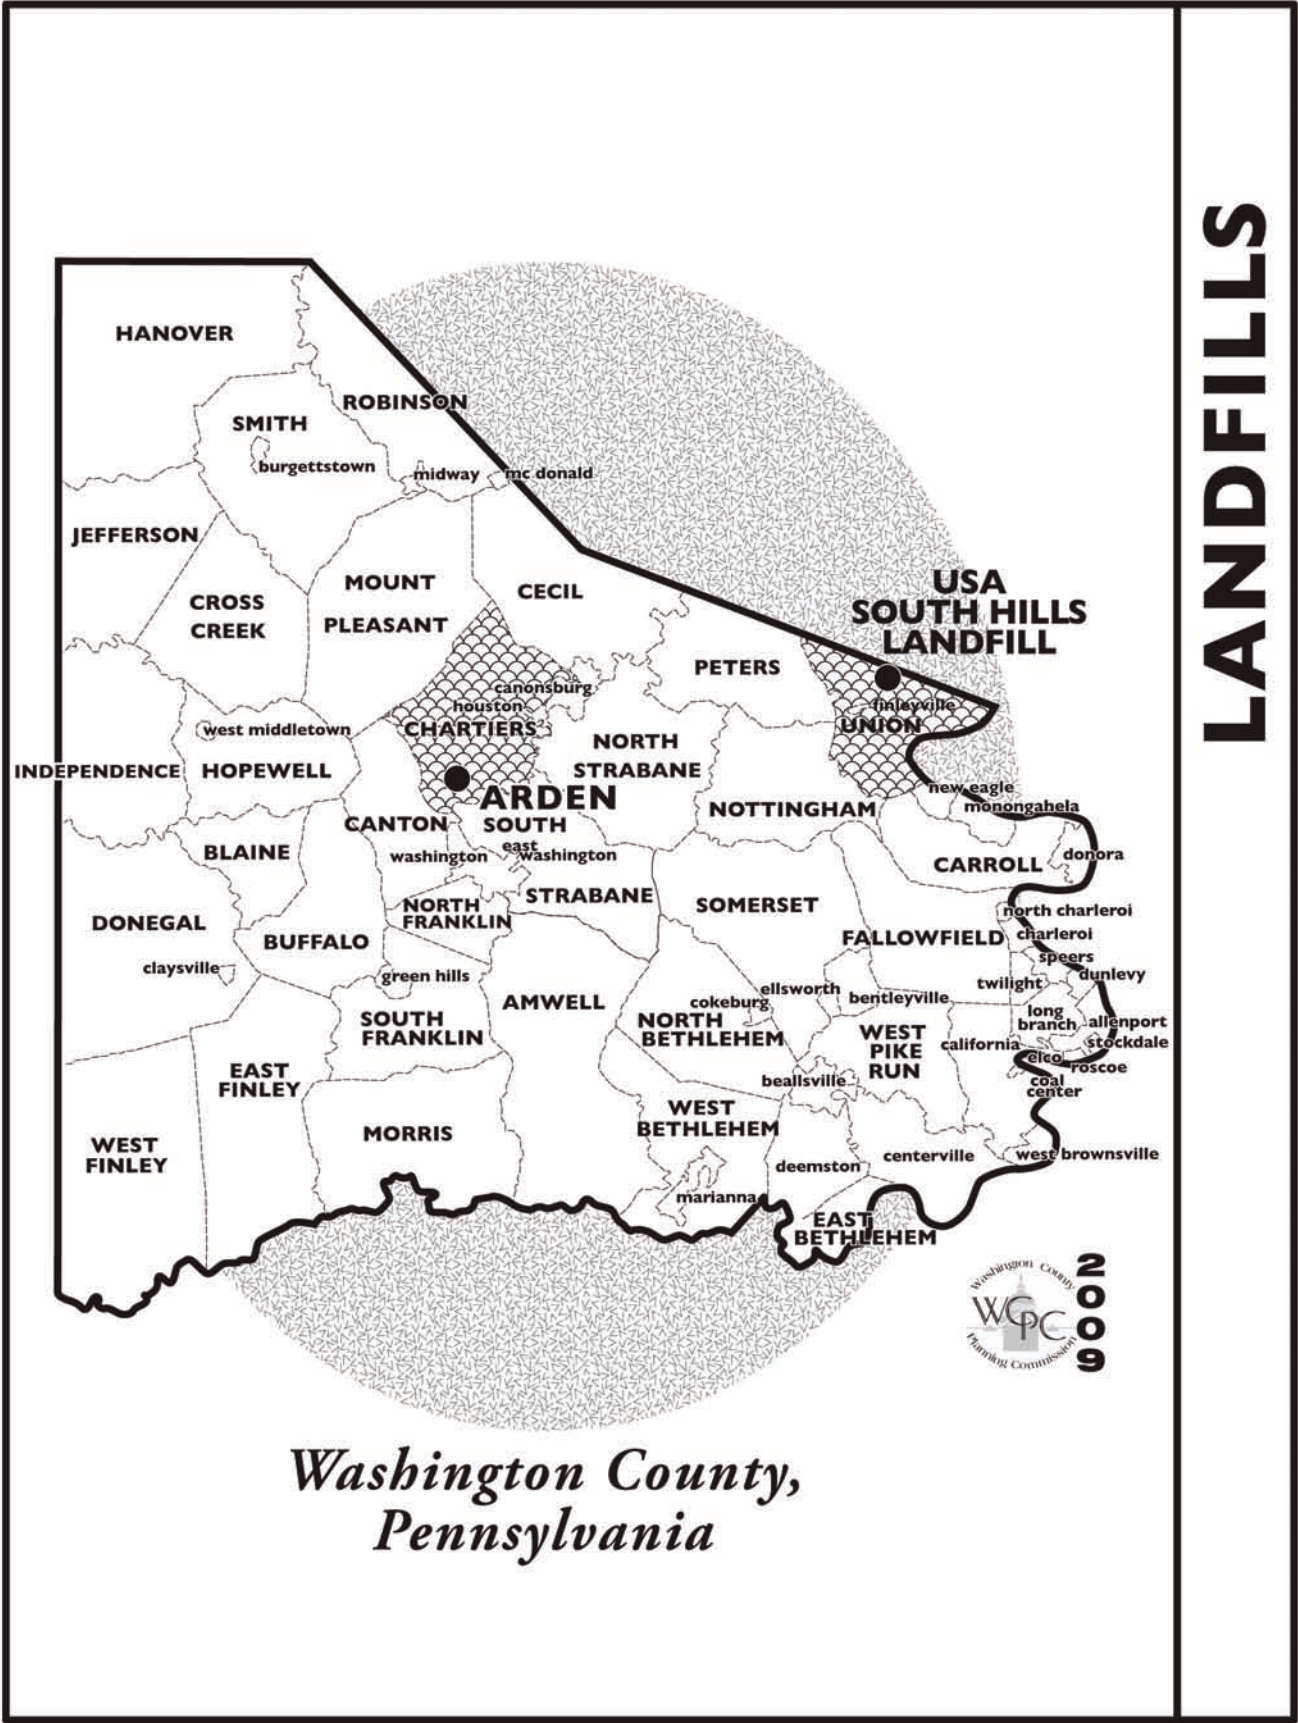 LANDFILLS
HANOVER
ROBINSON
SMITH
burgettstown
midway
mc donald
JEFFERSON
CROSS
CREEK
MOUNT
PLEASANT
CECIL
USA
SOUTH HILLS
LANDFILL
PETERS
canonsburg
houston
CHARTIERS
finleyville
UNION
west middletown
NORTH
STRABANE
INDEPENDENCE
HOPEWELL
ARDEN
NOTTINGHAM
new eagle
monongahela
CANTON
SOUTH
STRABANE
BLAINE
washington
east
washington
CARROLL
donora
DONEGAL
NORTH
FRANKLIN
SOMERSET
north charleroi
charleroi
BUFFALO
FALLOWFIELD
speers
claysville
green hills
twilight
dunlevy
AMWELL
ellsworth
cokeburg
bentleyville
SOUTH
FRANKLIN
NORTH
BETHLEHEM
WEST
PIKE
RUN
long
branch
allenport
california
stockdale
elco
roscoe
EAST
FINLEY
beallsville
coal
center
WEST
FINLEY
MORRIS
WEST
BETHLEHEM
deemston
centerville
west brownsville
marianna
EAST
BETHLEHEM
Washington County
WCPC
Planning Commission
2009
Washington County,
Pennsylvania